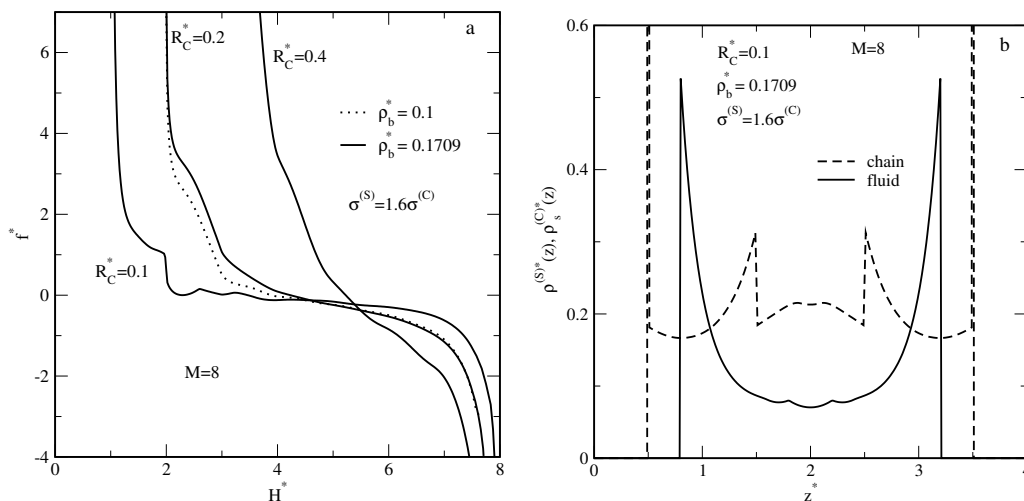 a
R_C^*=0.2
R_C^*=0.4
ρ_b^* = 0.1
ρ_b^* = 0.1709
σ^(S)=1.6σ^(C)
R_C^*=0.1
M=8
f^*
6
4
2
0
-2
-4
0 2 4 6 8
H^*
b
R_C^*=0.1
M=8
ρ_b^*= 0.1709
σ^(S)=1.6σ^(C)
chain
fluid
ρ^(S)*(z), ρ_s^(C)*(z)
0.6
0.4
0.2
0
0 1 2 3 4
z^*